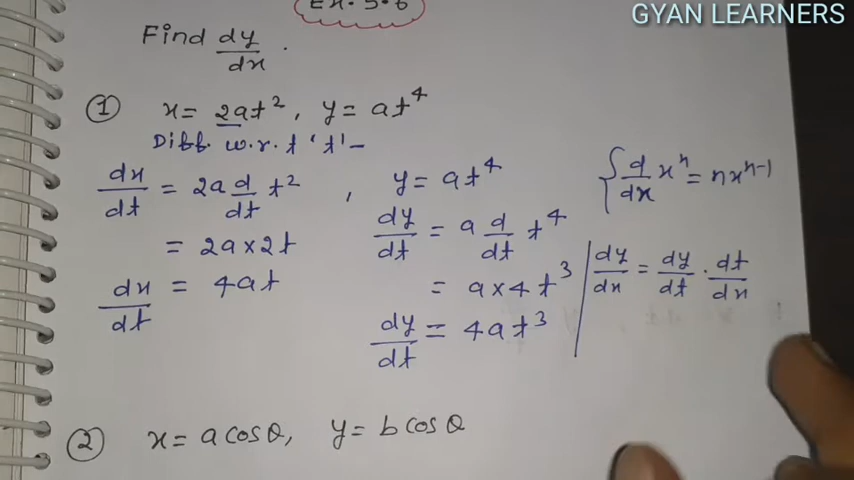 GYAN LEARNERS
Ex. 5.6
Find dy/dx.
① x = 2at², y = at⁴
Diff. w.r.t 't'-
dx/dt = 2a d/dt t², y = at⁴
= 2a×2t
dx/dt = 4at
dy/dt = a d/dt t⁴
= a×4t³
dy/dt = 4at³
{ d/dx xⁿ = nxⁿ⁻¹
dy/dx = dy/dt · dt/dx
② x = a cosθ, y = b cosθ